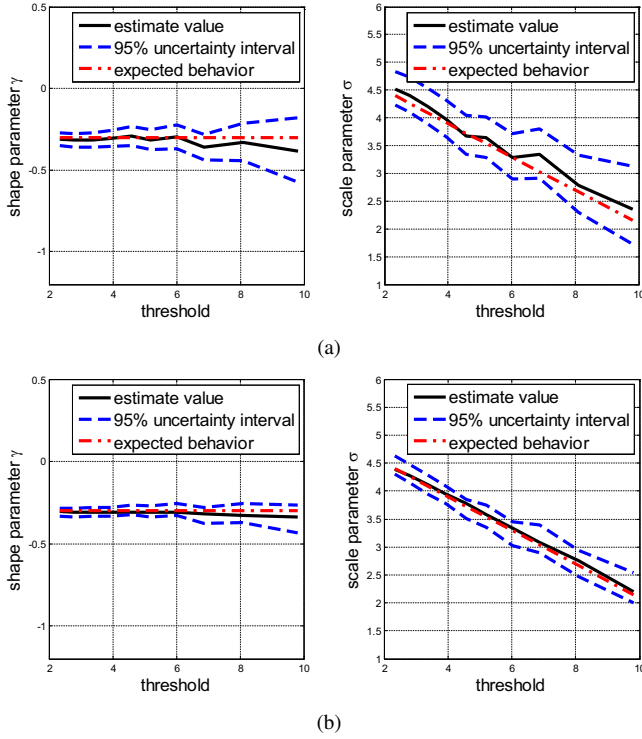 0.5
0
-0.5
-1
2
4
6
8
10
shape parameter γ
threshold
estimate value
95% uncertainty interval
expected behavior
6
5.5
5
4.5
4
3.5
3
2.5
2
1.5
1
2
4
6
8
10
scale parameter σ
threshold
estimate value
95% uncertainty interval
expected behavior
(a)
0.5
0
-0.5
-1
2
4
6
8
10
shape parameter γ
threshold
estimate value
95% uncertainty interval
expected behavior
6
5.5
5
4.5
4
3.5
3
2.5
2
1.5
1
2
4
6
8
10
scale parameter σ
threshold
estimate value
95% uncertainty interval
expected behavior
(b)